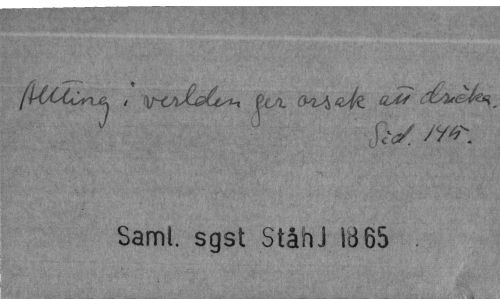 Allting i verlden ger orsak att dricka.
Sid. 145.
Saml. sgst StåhJ 1865